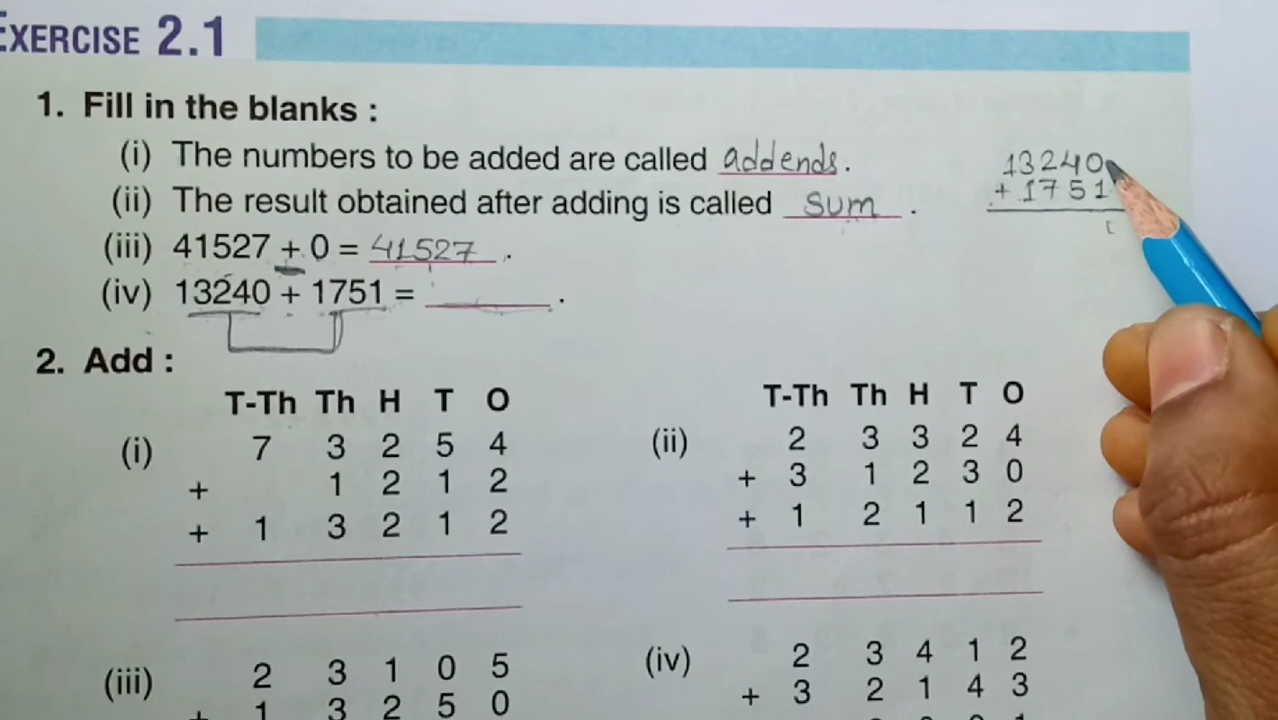 EXERCISE 2.1
1. Fill in the blanks :
(i) The numbers to be added are called addends.
(ii) The result obtained after adding is called sum .
(iii) 41527 + 0 = 41527 .
(iv) 13240 + 1751 = ________ .
13240
+ 1751
2. Add :
T-Th Th H T O
(i) 7 3 2 5 4
+ 1 2 1 2
+ 1 3 2 1 2
T-Th Th H T O
(ii) 2 3 3 2 4
+ 3 1 2 3 0
+ 1 2 1 1 2
(iii) 2 3 1 0 5
+ 1 3 2 5 0
(iv) 2 3 4 1 2
+ 3 2 1 4 3